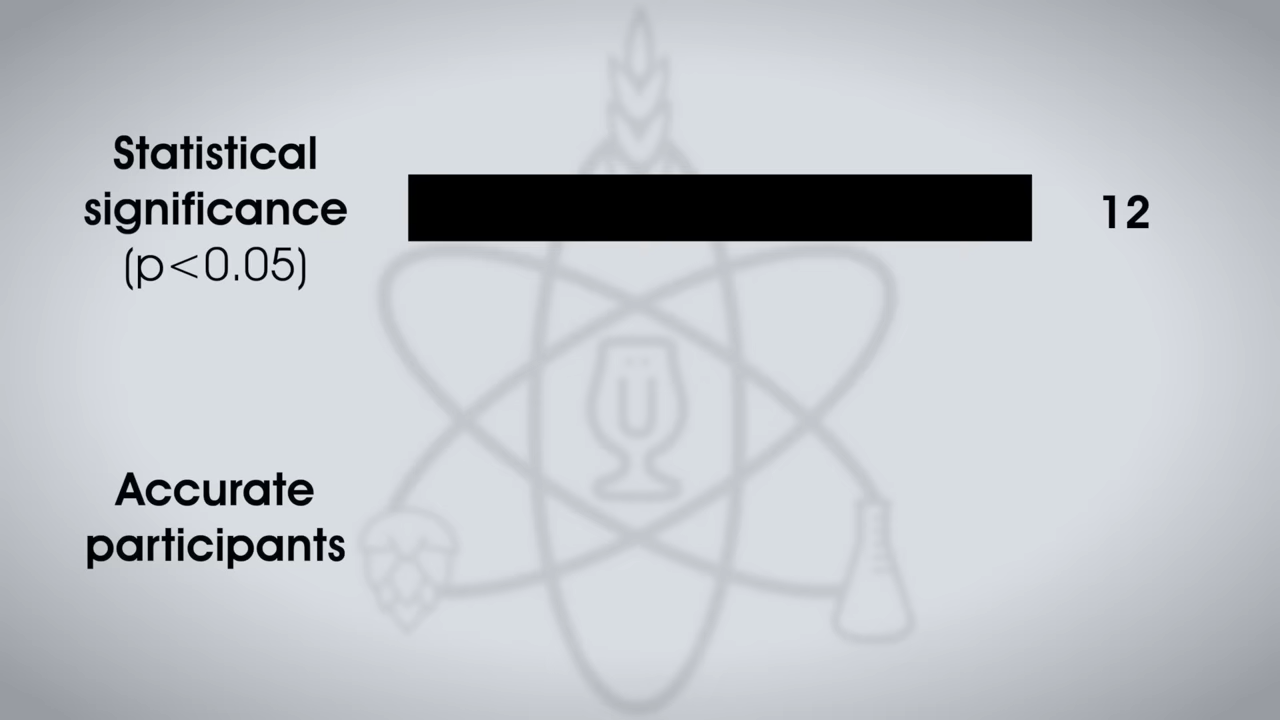 Statistical
significance
(p<0.05)
12
Accurate
participants